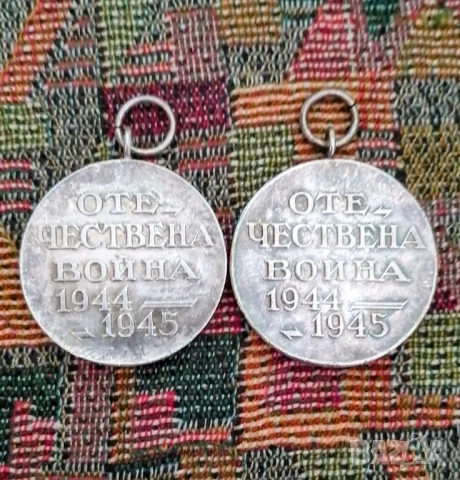 ОТЕ-
ЧЕСТВЕНА
ВОЙНА
1944 —
- 1945
ОТЕ-
ЧЕСТВЕНА
ВОЙНА
1944 —
- 1945